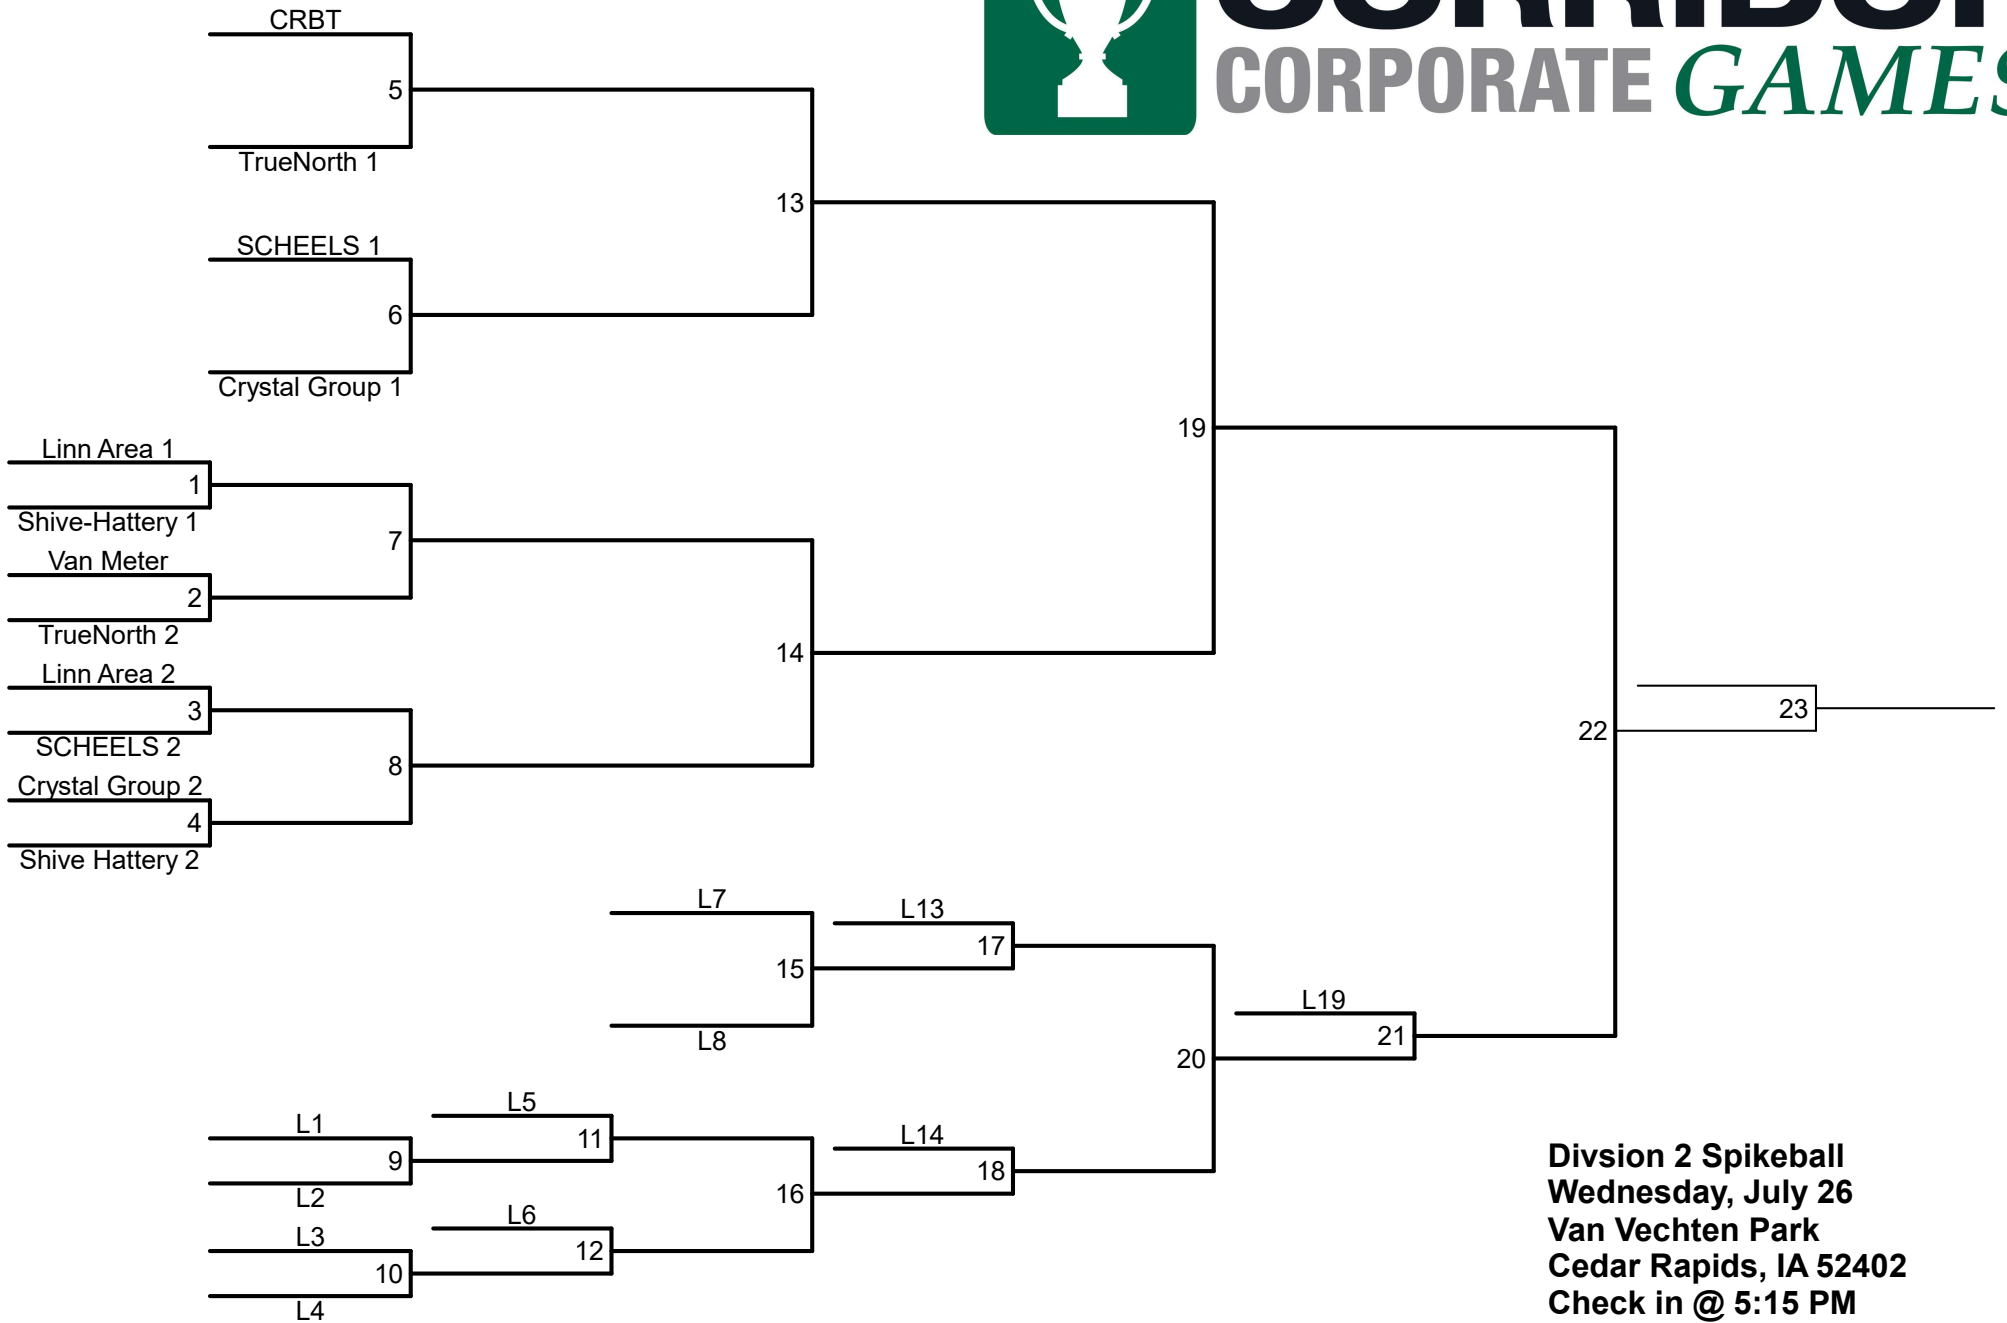 CORPORATE GAMES
CRBT
5
TrueNorth 1
13
SCHEELS 1
6
Crystal Group 1
19
Linn Area 1
1
Shive-Hattery 1
7
Van Meter
2
TrueNorth 2
14
Linn Area 2
3
SCHEELS 2
8
Crystal Group 2
4
Shive Hattery 2
22
23
L7
15
L8
L13
17
L19
21
20
L1
9
L2
L5
11
L14
18
16
L3
10
L4
L6
12
Divsion 2 Spikeball
Wednesday, July 26
Van Vechten Park
Cedar Rapids, IA 52402
Check in @ 5:15 PM